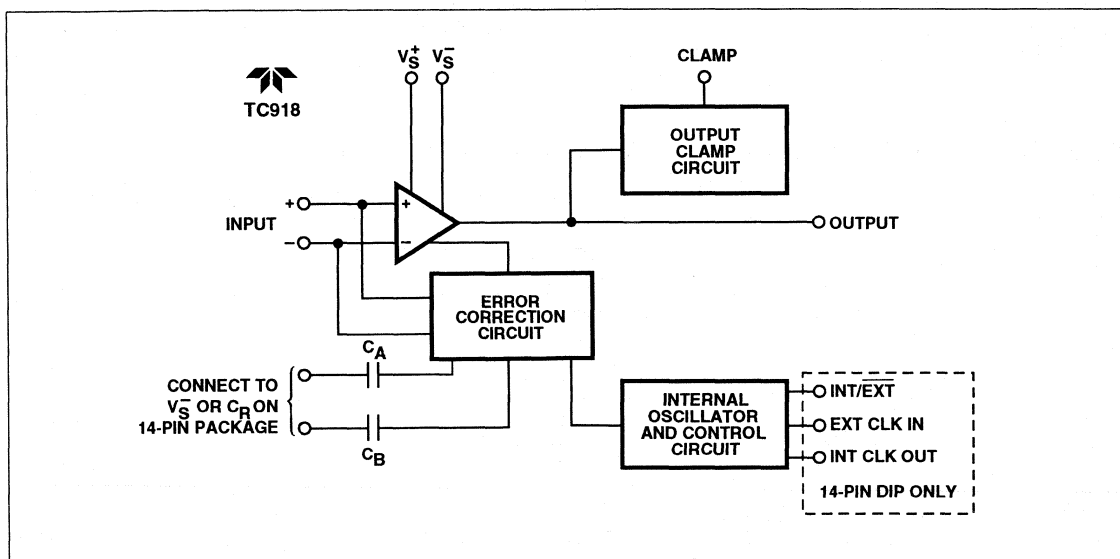 V_S^+ V_S^-
CLAMP
TC918
OUTPUT
CLAMP
CIRCUIT
+
+
INPUT
OUTPUT
–
–
ERROR
CORRECTION
CIRCUIT
C_A
CONNECT TO
V_S^- OR C_R ON
14-PIN PACKAGE
C_B
INTERNAL
OSCILLATOR
AND CONTROL
CIRCUIT
INT/E̅X̅T̅
EXT CLK IN
INT CLK OUT
14-PIN DIP ONLY